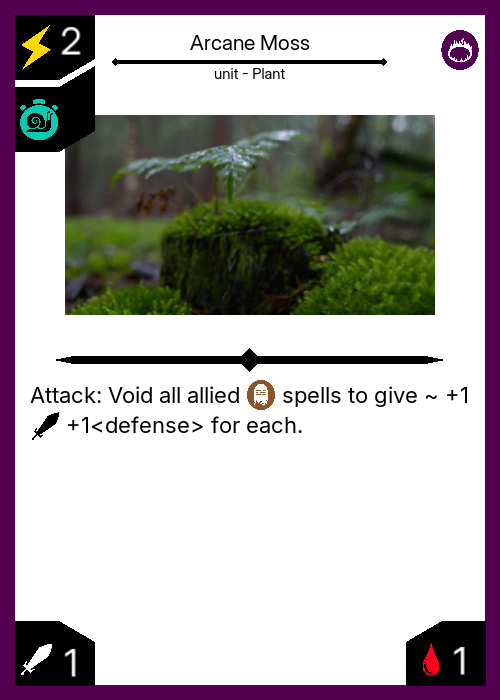 2
Arcane Moss
unit - Plant
Attack: Void all allied spells to give ~ +1
+1<defense> for each.
1
1